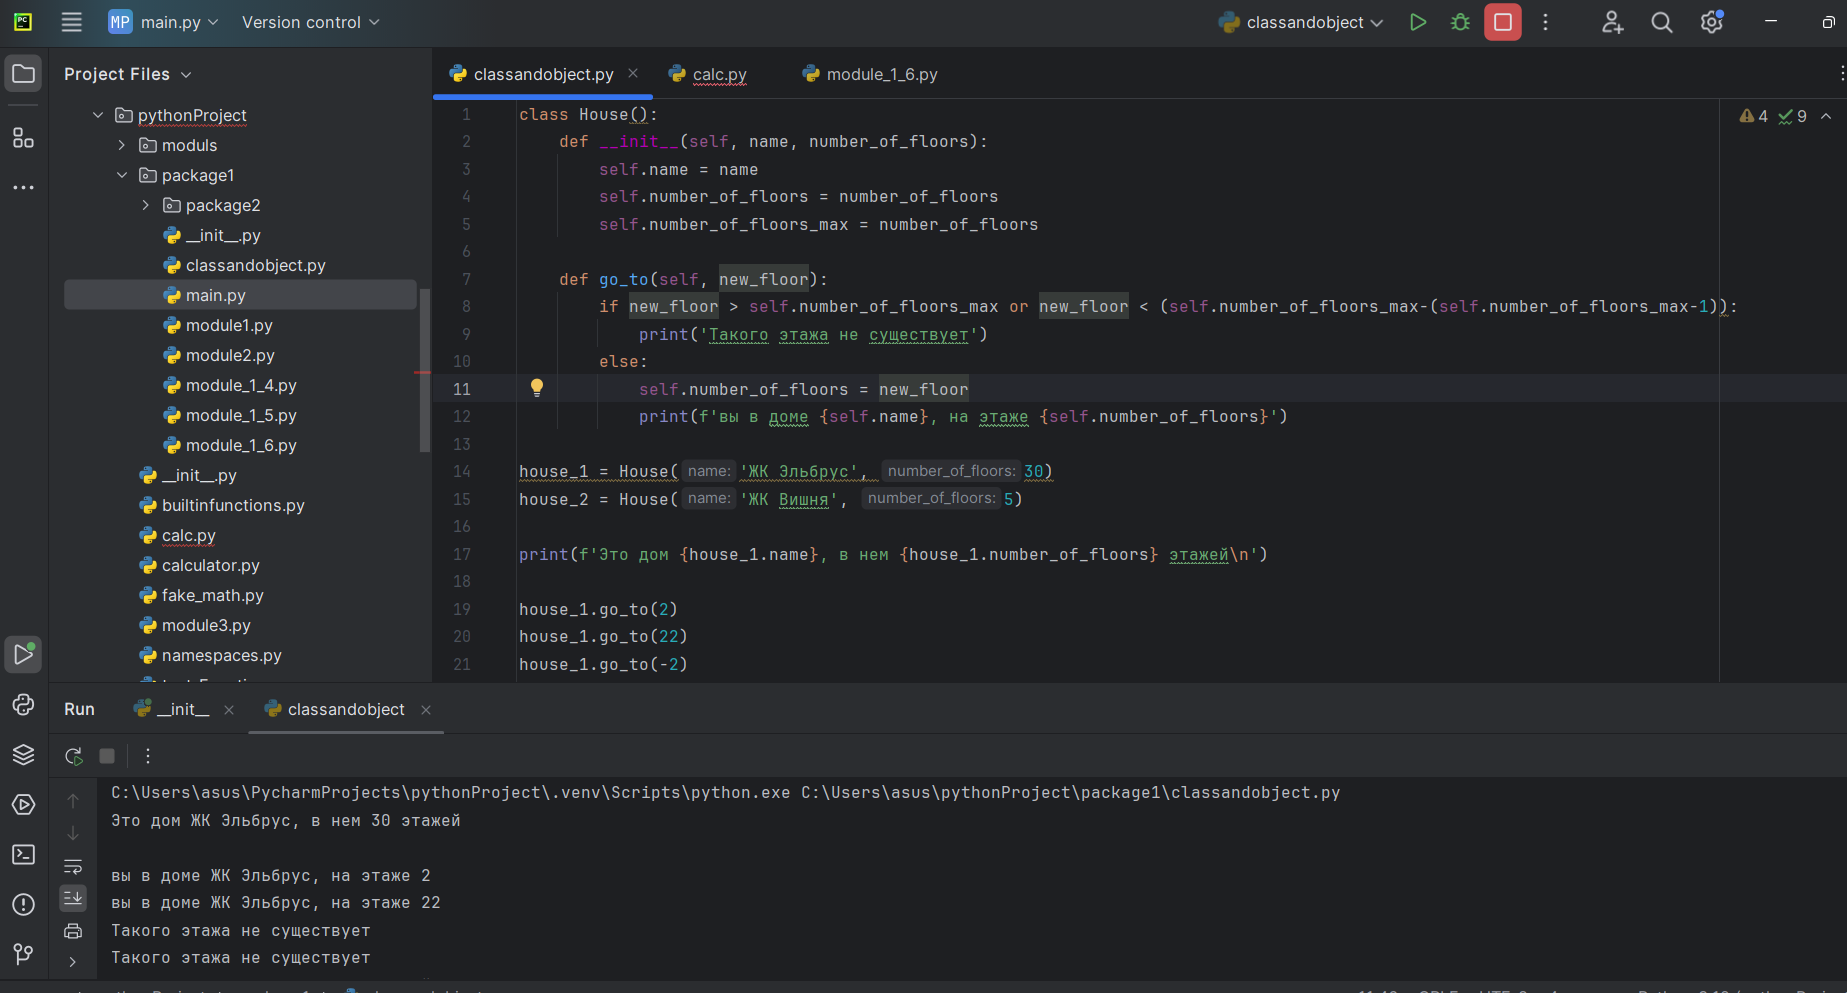 PC MP main.py Version control classandobject
Project Files
classandobject.py calc.py module_1_6.py
pythonProject
moduls
package1
package2
__init__.py
classandobject.py
main.py
module1.py
module2.py
module_1_4.py
module_1_5.py
module_1_6.py
__init__.py
builtinfunctions.py
calc.py
calculator.py
fake_math.py
module3.py
namespaces.py
4 9
1 class House():
2 def __init__(self, name, number_of_floors):
3 self.name = name
4 self.number_of_floors = number_of_floors
5 self.number_of_floors_max = number_of_floors
6
7 def go_to(self, new_floor):
8 if new_floor > self.number_of_floors_max or new_floor < (self.number_of_floors_max-(self.number_of_floors_max-1)):
9 print('Такого этажа не существует')
10 else:
11 self.number_of_floors = new_floor
12 print(f'вы в доме {self.name}, на этаже {self.number_of_floors}')
13
14 house_1 = House( name: 'ЖК Эльбрус', number_of_floors: 30)
15 house_2 = House( name: 'ЖК Вишня', number_of_floors: 5)
16
17 print(f'Это дом {house_1.name}, в нем {house_1.number_of_floors} этажей\n')
18
19 house_1.go_to(2)
20 house_1.go_to(22)
21 house_1.go_to(-2)
Run __init__ classandobject
C:\Users\asus\PycharmProjects\pythonProject\.venv\Scripts\python.exe C:\Users\asus\pythonProject\package1\classandobject.py
Это дом ЖК Эльбрус, в нем 30 этажей
вы в доме ЖК Эльбрус, на этаже 2
вы в доме ЖК Эльбрус, на этаже 22
Такого этажа не существует
Такого этажа не существует